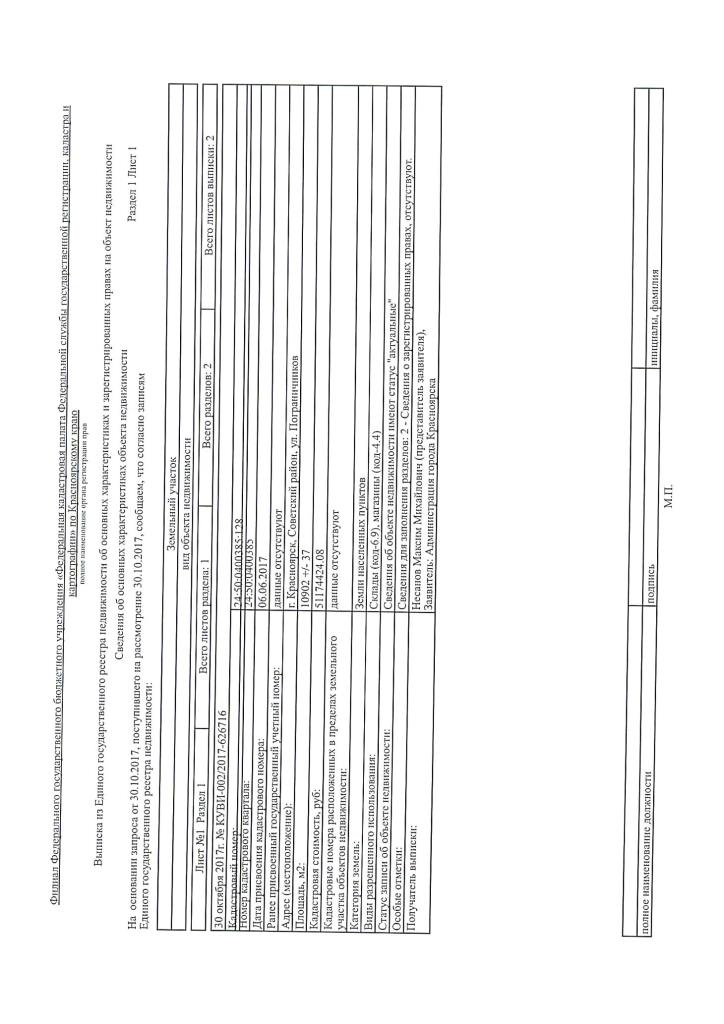 Филиал Федерального государственного бюджетного учреждения «Федеральная кадастровая палата Федеральной службы государственной регистрации, кадастра и
картографии» по Красноярскому краю
полное наименование органа регистрации прав
Выписка из Единого государственного реестра недвижимости об основных характеристиках и зарегистрированных правах на объект недвижимости
Сведения об основных характеристиках объекта недвижимости
Раздел 1 Лист 1
На основании запроса от 30.10.2017, поступившего на рассмотрение 30.10.2017, сообщаем, что согласно записям
Единого государственного реестра недвижимости:
Земельный участок
вид объекта недвижимости
Лист №1 Раздел 1 Всего листов раздела: 1 Всего разделов: 2 Всего листов выписки: 2
30 октября 2017г. № КУВИ-002/2017-626716
Кадастровый номер: 24:50:0400385:128
Номер кадастрового квартала: 24:50:0400385
Дата присвоения кадастрового номера: 06.06.2017
Ранее присвоенный государственный учетный номер: данные отсутствуют
Адрес (местоположение): г. Красноярск, Советский район, ул. Пограничников
Площадь, м2: 10902 +/- 37
Кадастровая стоимость, руб: 51174424.08
Кадастровые номера расположенных в пределах земельного
участка объектов недвижимости: данные отсутствуют
Категория земель: Земли населенных пунктов
Виды разрешенного использования: Склады (код-6.9), магазины (код-4.4)
Статус записи об объекте недвижимости: Сведения об объекте недвижимости имеют статус "актуальные"
Особые отметки: Сведения для заполнения разделов: 2 - Сведения о зарегистрированных правах, отсутствуют.
Получатель выписки: Несанов Максим Михайлович (представитель заявителя),
Заявитель: Администрация города Красноярска
полное наименование должности подпись инициалы, фамилия
М.П.